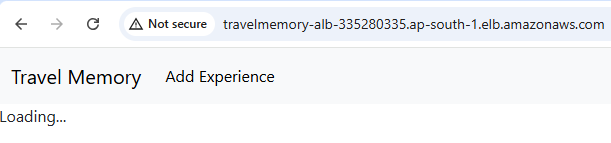 Not secure travelmemory-alb-335280335.ap-south-1.elb.amazonaws.com
Travel Memory Add Experience
Loading...